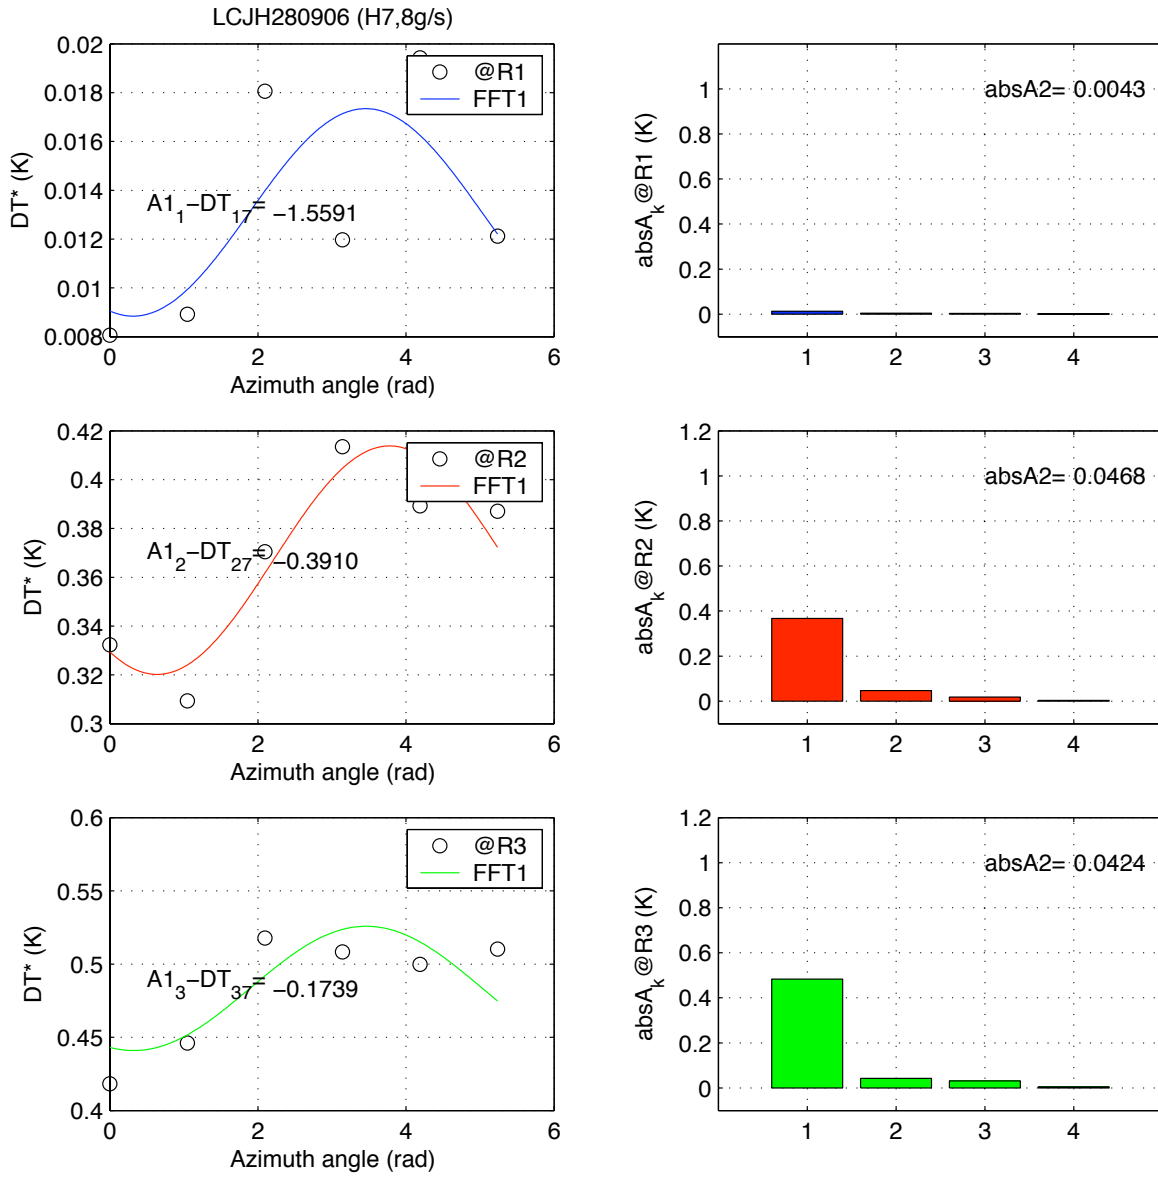 LCJH280906 (H7,8g/s)
0.02
0.018
0.016
0.014
0.012
0.01
0.008
DT* (K)
@R1
FFT1
A1₁−DT₁₇= −1.5591
0 2 4 6
Azimuth angle (rad)
1
0.8
0.6
0.4
0.2
0
absAₖ@R1 (K)
absA2= 0.0043
1 2 3 4
0.42
0.4
0.38
0.36
0.34
0.32
0.3
DT* (K)
@R2
FFT1
A1₂−DT₂₇= −0.3910
0 2 4 6
Azimuth angle (rad)
1.2
1
0.8
0.6
0.4
0.2
0
absAₖ@R2 (K)
absA2= 0.0468
1 2 3 4
0.6
0.55
0.5
0.45
0.4
DT* (K)
@R3
FFT1
A1₃−DT₃₇= −0.1739
0 2 4 6
Azimuth angle (rad)
1.2
1
0.8
0.6
0.4
0.2
0
absAₖ@R3 (K)
absA2= 0.0424
1 2 3 4